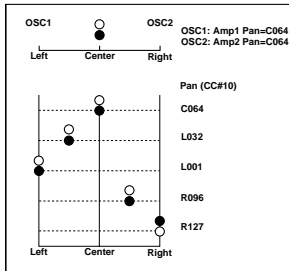 OSC1 OSC2
OSC1: Amp1 Pan=C064
OSC2: Amp2 Pan=C064
Left Center Right
Pan (CC#10)
C064
L032
L001
R096
R127
Left Center Right